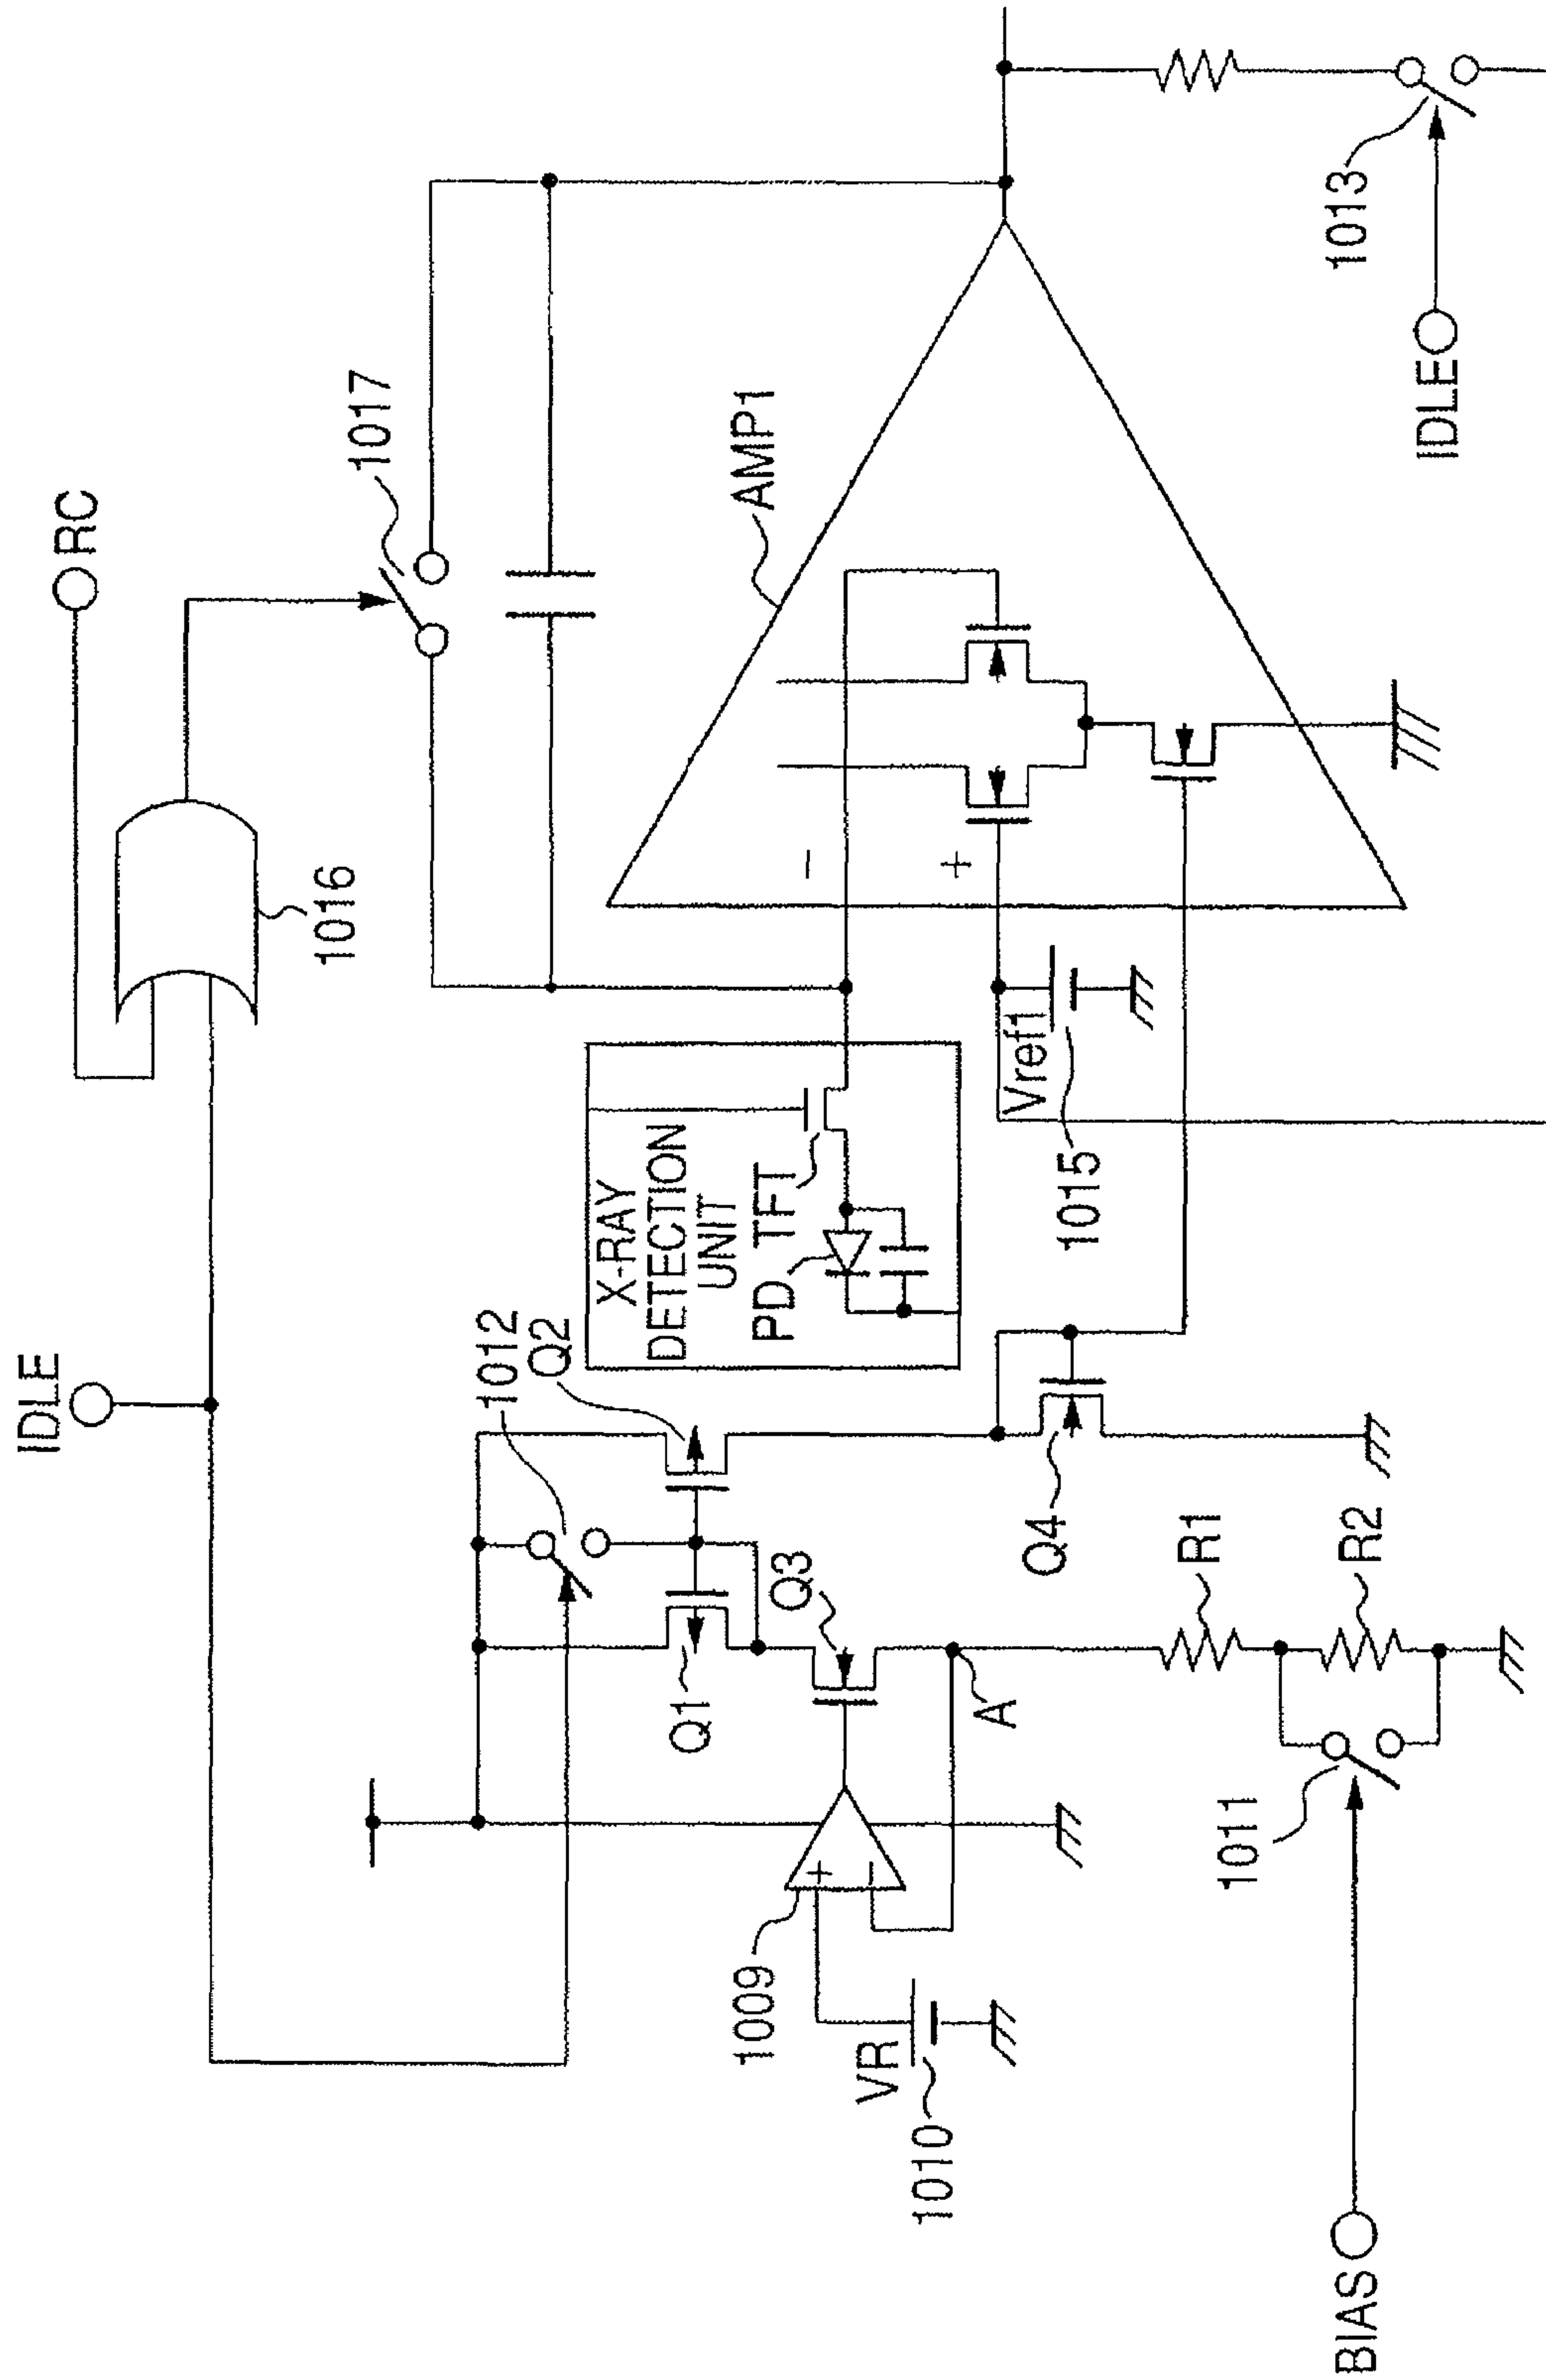 IDLE
RC
1016
1017
1012
Q2
X-RAY
DETECTION
UNIT
PD
TFT
AMP1
−
+
Vref1
1015
Q1
Q3
Q4
A
R1
R2
1009
+
−
VR
1010
1011
BIAS
IDLE
1013